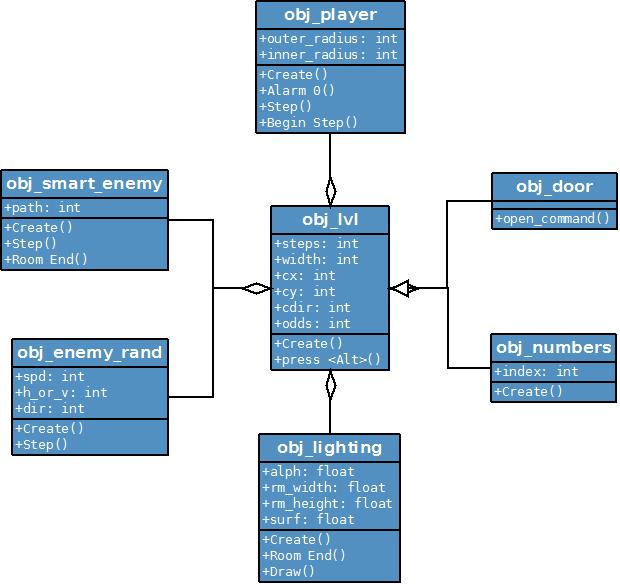 obj_player
+outer_radius: int
+inner_radius: int
+Create()
+Alarm 0()
+Step()
+Begin Step()
obj_smart_enemy
+path: int
+Create()
+Step()
+Room End()
obj_lvl
+steps: int
+width: int
+cx: int
+cy: int
+cdir: int
+odds: int
+Create()
+press <Alt>()
obj_door
+open_command()
obj_enemy_rand
+spd: int
+h_or_v: int
+dir: int
+Create()
+Step()
obj_numbers
+index: int
+Create()
obj_lighting
+alph: float
+rm_width: float
+rm_height: float
+surf: float
+Create()
+Room End()
+Draw()